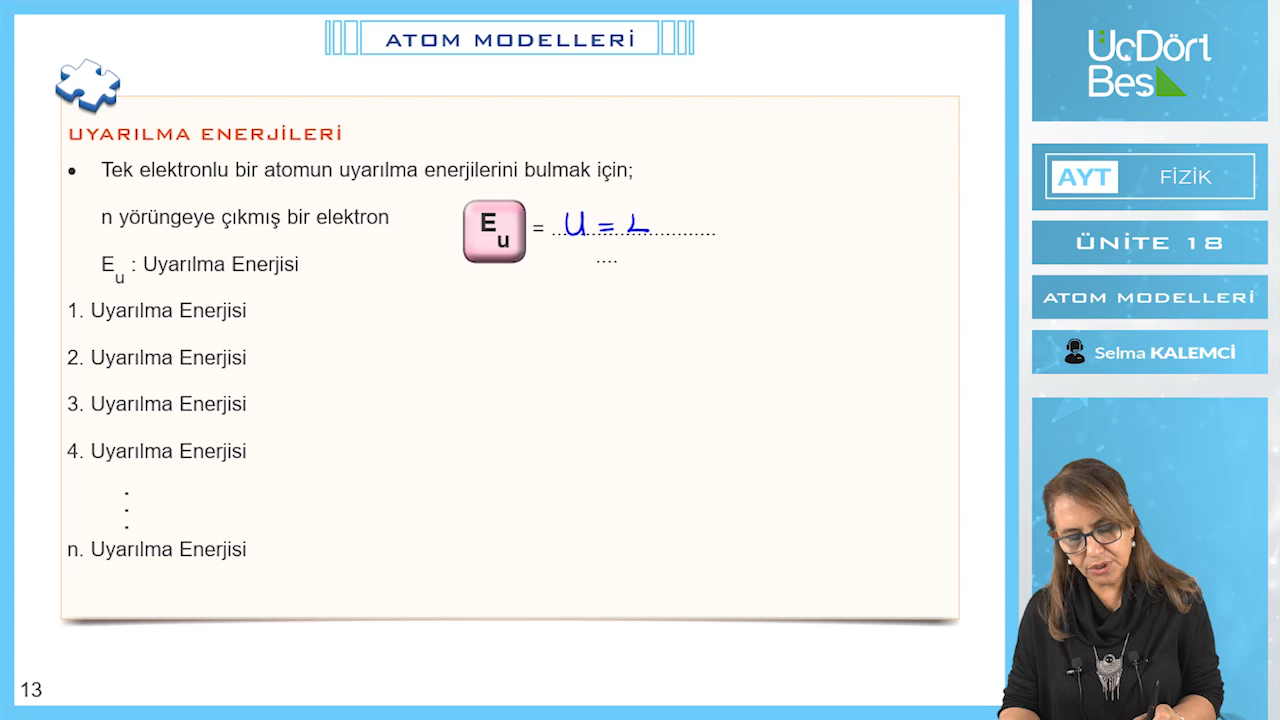 ATOM MODELLERİ
UYARILMA ENERJİLERİ
• Tek elektronlu bir atomun uyarılma enerjilerini bulmak için;
n yörüngeye çıkmış bir elektron
Eu = ...U = L...
....
Eu : Uyarılma Enerjisi
1. Uyarılma Enerjisi
2. Uyarılma Enerjisi
3. Uyarılma Enerjisi
4. Uyarılma Enerjisi
.
.
.
n. Uyarılma Enerjisi
13
ÜçDört
Beş
AYT FİZİK
ÜNİTE 18
ATOM MODELLERİ
Selma KALEMCİ